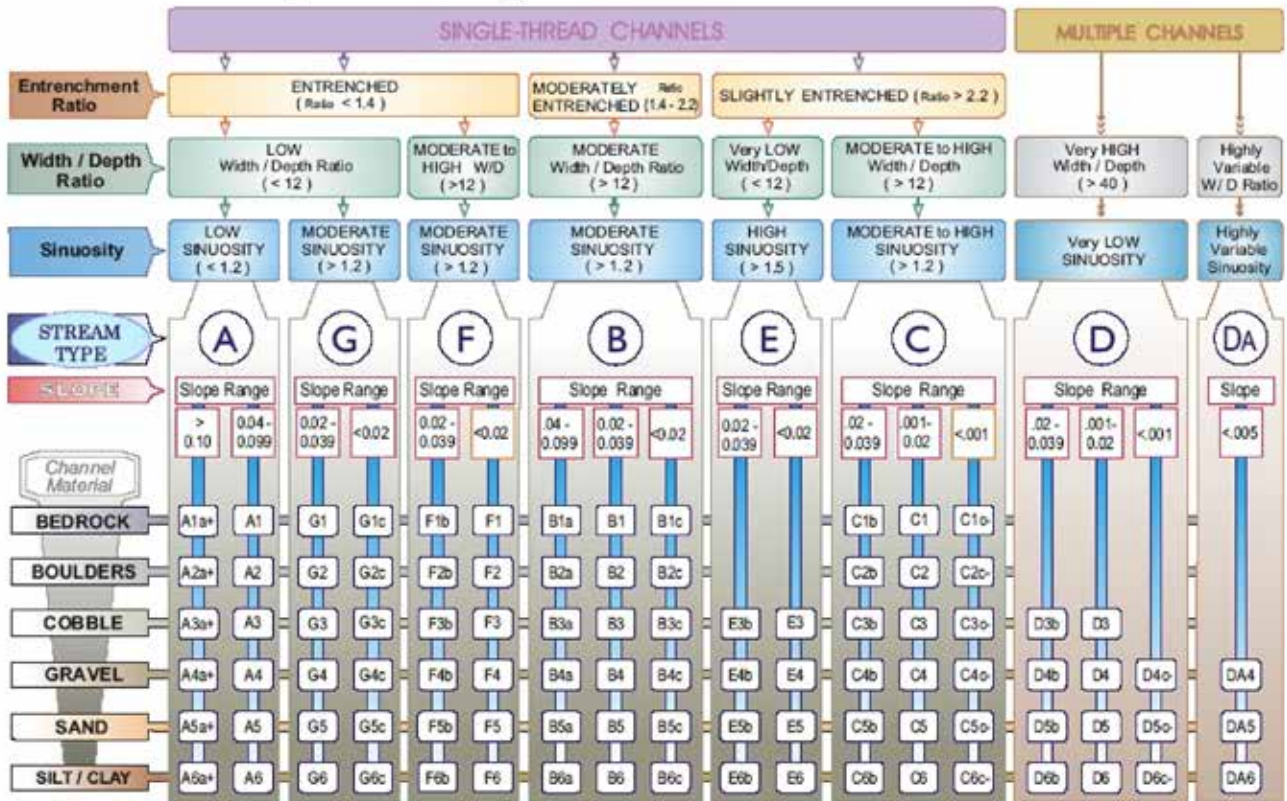 SINGLE-THREAD CHANNELS MULTIPLE CHANNELS
Entrenchment Ratio
ENTRENCHED
( Ratio < 1.4 )
MODERATELY ENTRENCHED Ratio (1.4 - 2.2)
SLIGHTLY ENTRENCHED ( Ratio > 2.2 )
Width / Depth Ratio
LOW
Width / Depth Ratio
( < 12 )
MODERATE to
HIGH W/D
( >12 )
MODERATE
Width / Depth Ratio
( > 12 )
Very LOW
Width/Depth
( < 12 )
MODERATE to HIGH
Width / Depth
( > 12 )
Very HIGH
Width / Depth
( > 40 )
Highly
Variable
W / D Ratio
Sinuosity
LOW
SINUOSITY
( < 1.2 )
MODERATE
SINUOSITY
( > 1.2 )
MODERATE
SINUOSITY
( > 1.2 )
MODERATE
SINUOSITY
( > 1.2 )
HIGH
SINUOSITY
( > 1.5 )
MODERATE to HIGH
SINUOSITY
( > 1.2 )
Very LOW
SINUOSITY
Highly
Variable
Sinuosity
STREAM
TYPE
A G F B E C D DA
SLOPE
Slope Range Slope Range Slope Range Slope Range Slope Range Slope Range Slope Range Slope
> 0.10
0.04 - 0.099
0.02 - 0.039
<0.02
0.02 - 0.039
<0.02
.04 - 0.099
0.02 - 0.039
<0.02
0.02 - 0.039
<0.02
.02 - 0.039
.001- 0.02
<.001
.02 - 0.039
.001- 0.02
<.001
<.005
Channel
Material
BEDROCK A1a+ A1 G1 G1c F1b F1 B1a B1 B1c C1b C1 C1c-
BOULDERS A2a+ A2 G2 G2c F2b F2 B2a B2 B2c C2b C2 C2c-
COBBLE A3a+ A3 G3 G3c F3b F3 B3a B3 B3c E3b E3 C3b C3 C3c- D3b D3
GRAVEL A4a+ A4 G4 G4c F4b F4 B4a B4 B4c E4b E4 C4b C4 C4c- D4b D4 D4c- DA4
SAND A5a+ A5 G5 G5c F5b F5 B5a B5 B5c E5b E5 C5b C5 C5c- D5b D5 D5c- DA5
SILT / CLAY A6a+ A6 G6 G6c F6b F6 B6a B6 B6c E6b E6 C6b C6 C6c- D6b D6 D6c- DA6